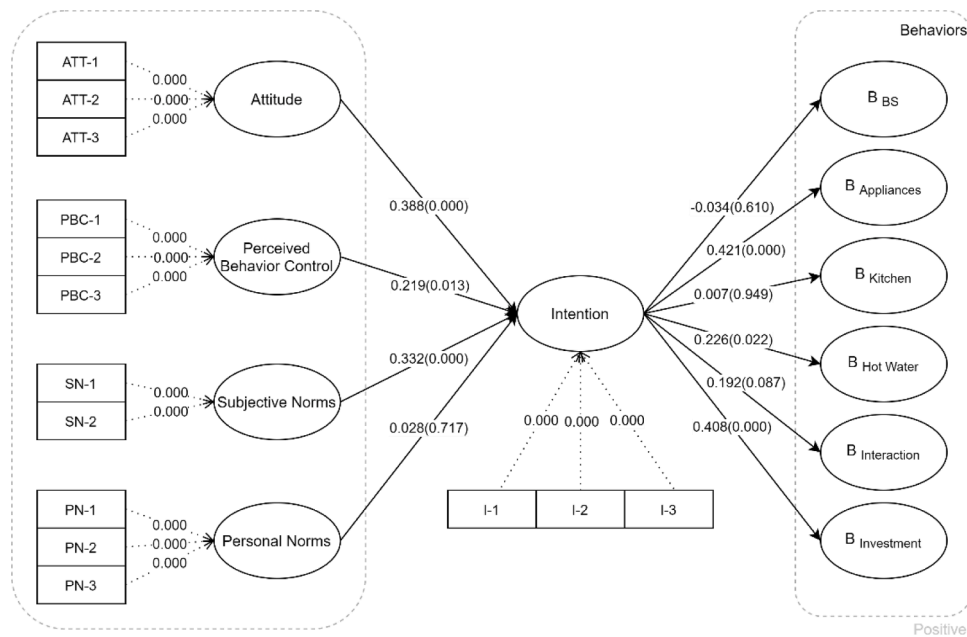 Behaviors
ATT-1
ATT-2
ATT-3
0.000
0.000
0.000
Attitude
PBC-1
PBC-2
PBC-3
0.000
0.000
0.000
Perceived
Behavior Control
SN-1
SN-2
0.000
0.000
Subjective Norms
PN-1
PN-2
PN-3
0.000
0.000
0.000
Personal Norms
0.388(0.000)
0.219(0.013)
0.332(0.000)
0.028(0.717)
Intention
0.000 0.000 0.000
I-1 I-2 I-3
-0.034(0.610)
0.421(0.000)
0.007(0.949)
0.226(0.022)
0.192(0.087)
0.408(0.000)
B BS
B Appliances
B Kitchen
B Hot Water
B Interaction
B Investment
Positive